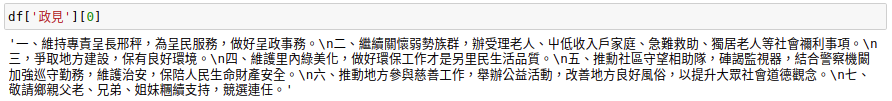 df['政見'][0]
'一、維持專責呈長邢秤，為呈民服務，做好呈政事務。\n二、繼續關懷弱勢族群，辦受理老人、屮低收入戶家庭、急難救助、獨居老人等社會福利事項。\n
三，爭取地方建設，保有良好環境。\n四、維護里內綠美化，做好環保工作才是另里民生活品質。\n五、推動社區守望相助隊，硨謁監視器，結合警察機關
加強巡守勤務，維護治安，保陪人民生命財產安全。\n六、推動地方參與慈善工作，舉辦公益活動，改善地方良好風俗，以提升大眾社會道德觀念。\n七、
敬請鄉親父老、兄弟、姐妹糰續支持，競選連任。'